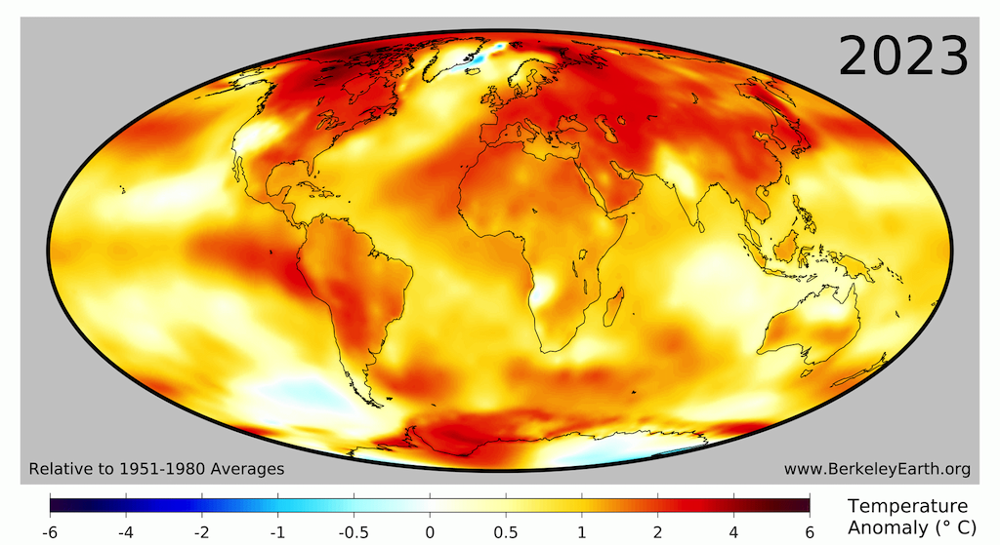 2023
Relative to 1951-1980 Averages
www.BerkeleyEarth.org
-6 -4 -2 -1 -0.5 0 0.5 1 2 4 6
Temperature
Anomaly (° C)